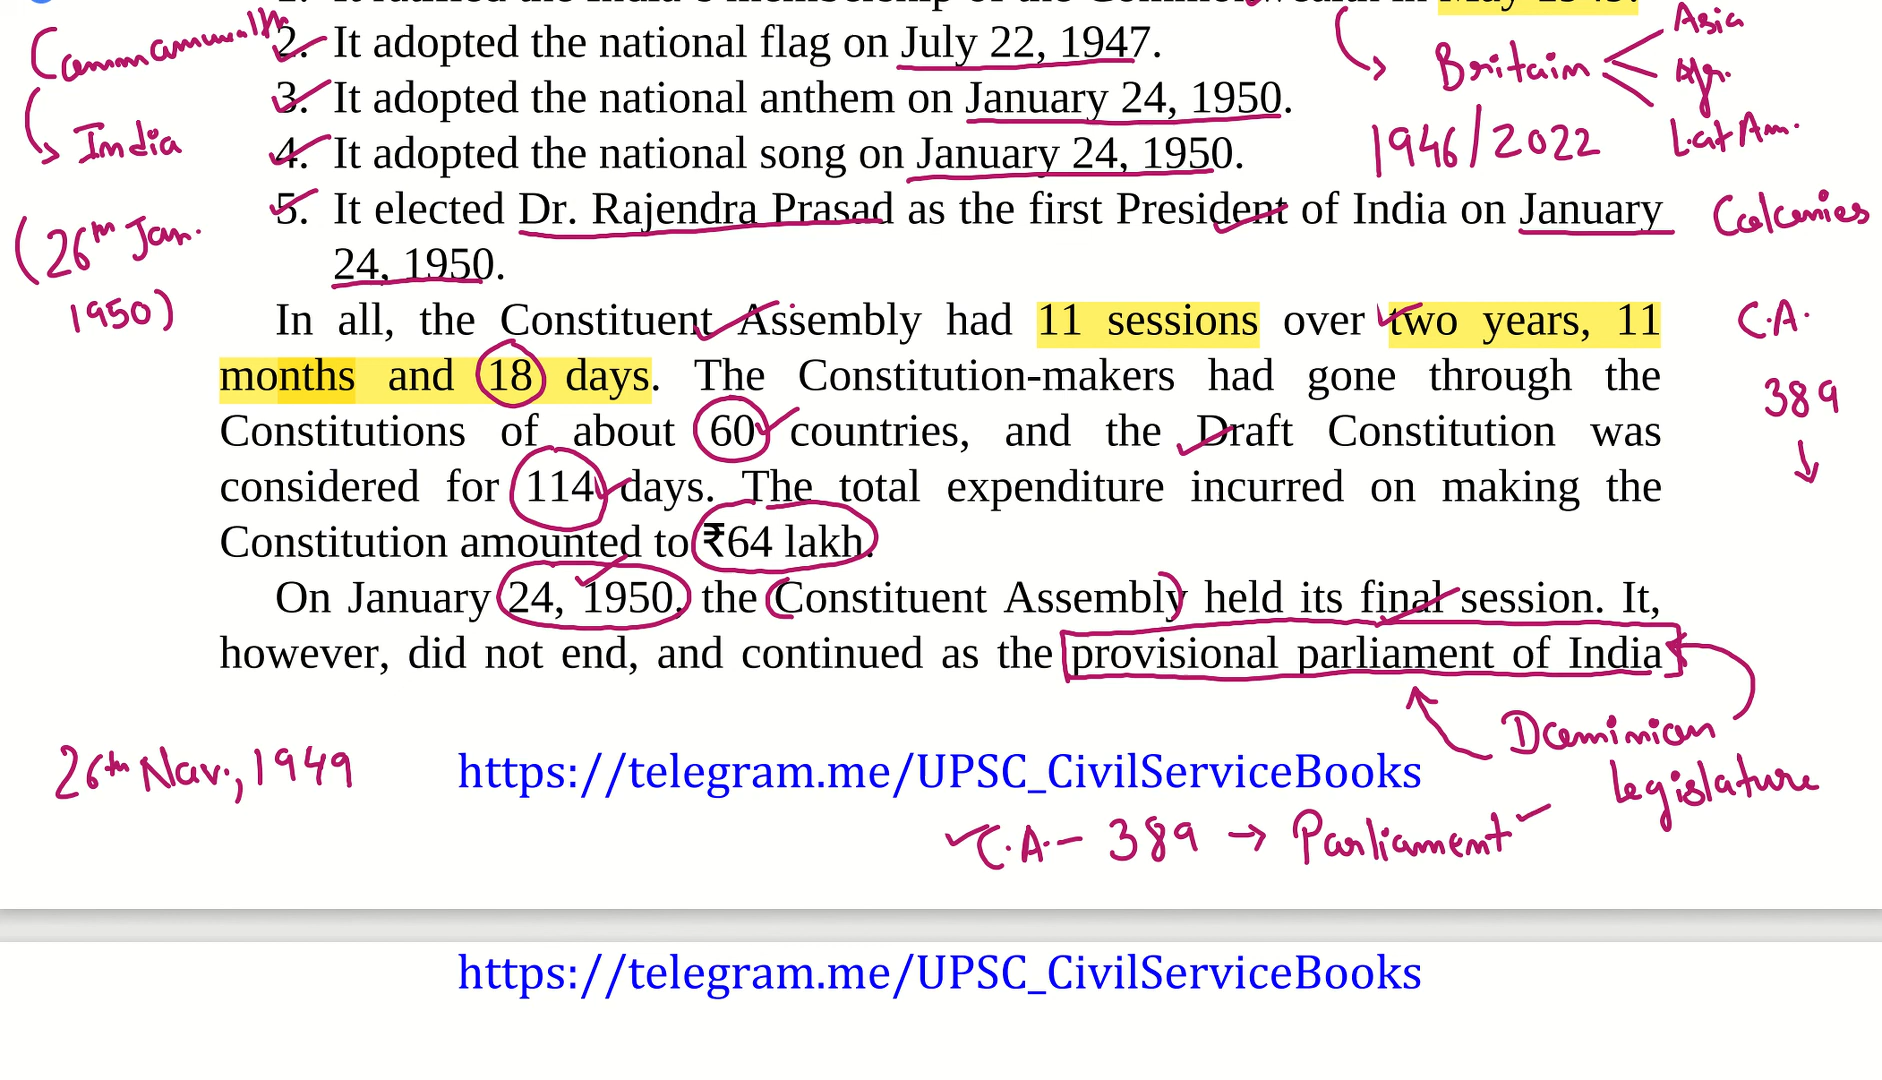 2. It adopted the national flag on July 22, 1947.
3. It adopted the national anthem on January 24, 1950.
4. It adopted the national song on January 24, 1950.
5. It elected Dr. Rajendra Prasad as the first President of India on January
24, 1950.
In all, the Constituent Assembly had 11 sessions over two years, 11
months and 18 days. The Constitution-makers had gone through the
Constitutions of about 60 countries, and the Draft Constitution was
considered for 114 days. The total expenditure incurred on making the
Constitution amounted to ₹64 lakh.
On January 24, 1950, the Constituent Assembly held its final session. It,
however, did not end, and continued as the provisional parliament of India
Commonwealth
India
(26th Jan.
1950)
Britain
Asia
Afr.
Lat Am.
1946/2022
Colonies
C.A.
389
Dominion
legislature
26th Nov., 1949
https://telegram.me/UPSC_CivilServiceBooks
C.A - 389 → Parliament
https://telegram.me/UPSC_CivilServiceBooks